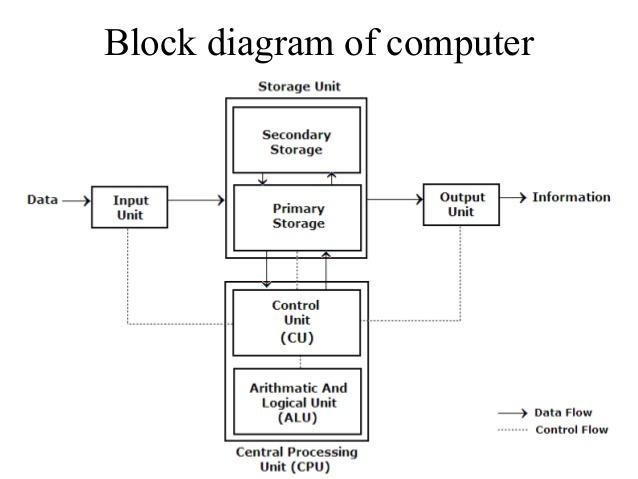 Block diagram of computer
Storage Unit
Secondary
Storage
Data
Input
Unit
Primary
Storage
Output
Unit
Information
Control
Unit
(CU)
Arithmatic And
Logical Unit
(ALU)
Central Processing
Unit (CPU)
Data Flow
Control Flow